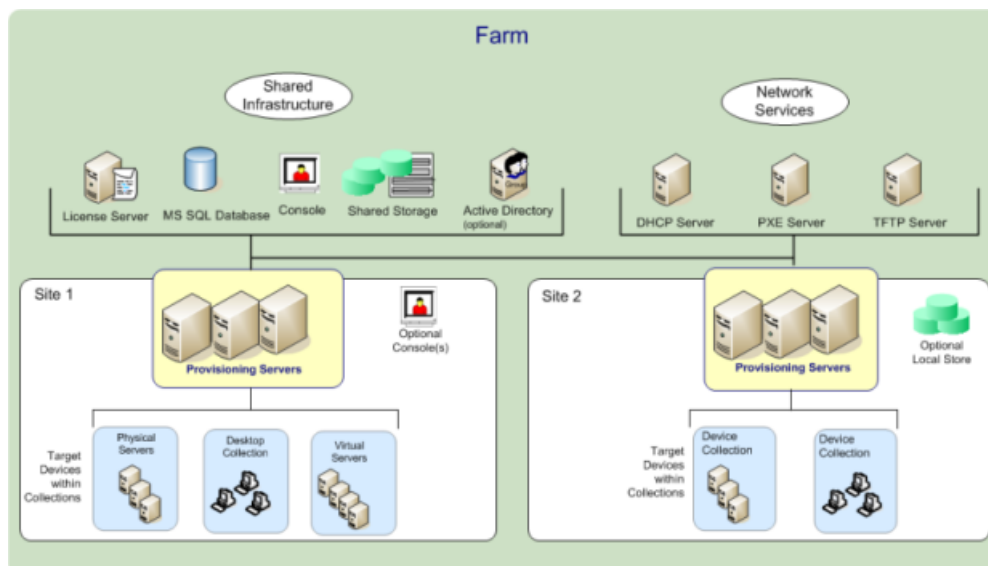 Farm
Shared
Infrastructure
Network
Services
License Server
MS SQL Database
Console
Shared Storage
Group
Active Directory
(optional)
DHCP Server
PXE Server
TFTP Server
Site 1
Provisioning Servers
Optional
Console(s)
Target
Devices
within
Collections
Physical
Servers
Desktop
Collection
Virtual
Servers
Site 2
Provisioning Servers
Optional
Local Store
Target
Devices
within
Collections
Device
Collection
Device
Collection